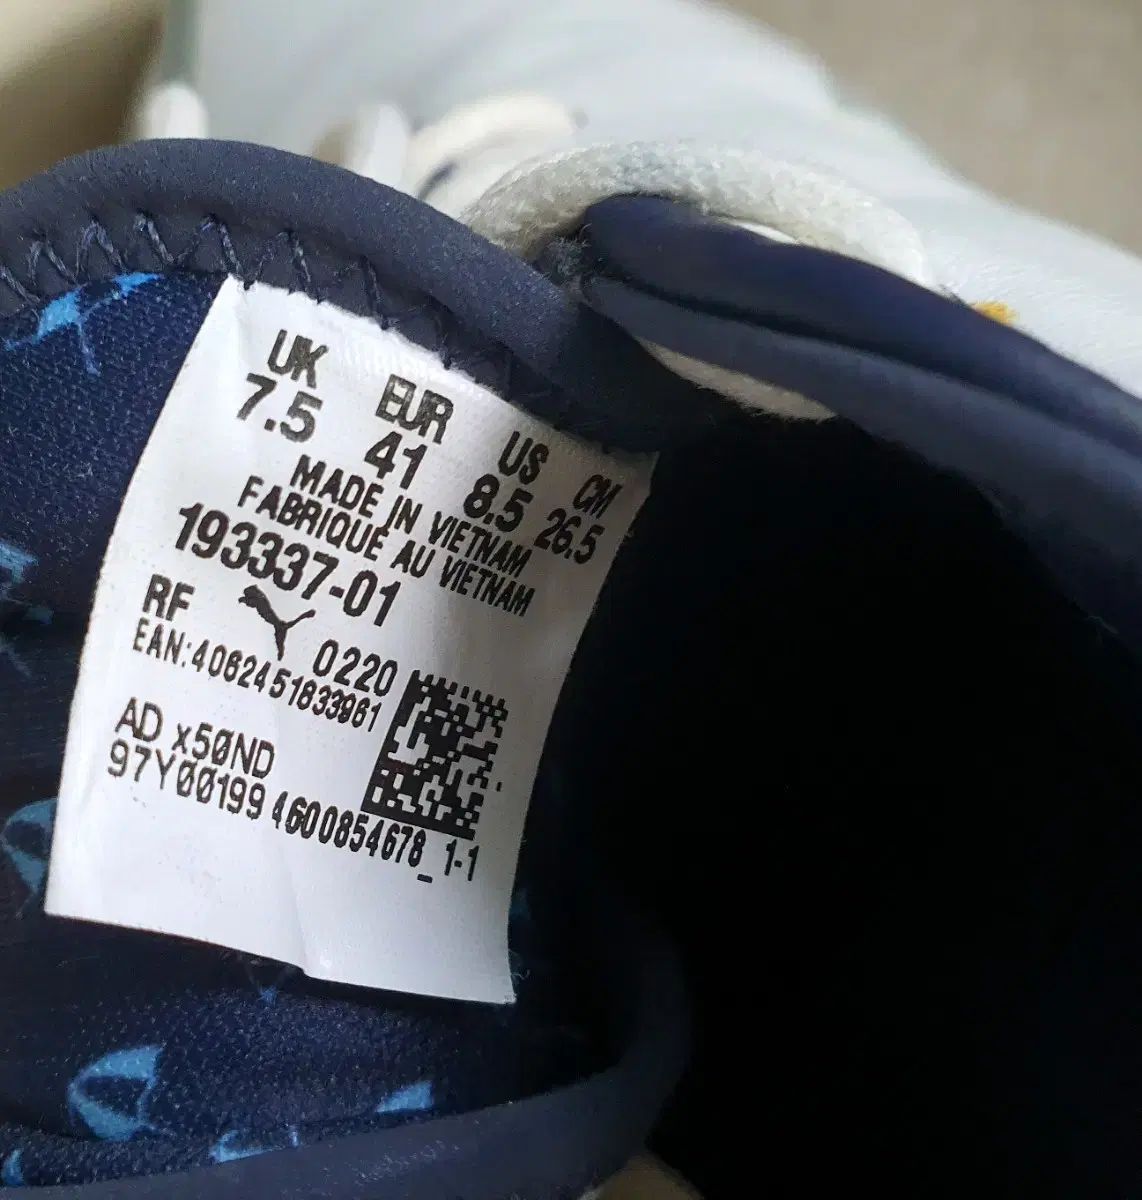 UK EUR US CM
7.5 41 8.5 26.5
MADE IN VIETNAM
FABRIQUÉ AU VIETNAM
193337-01
RF 0220
EAN:4062451833961
AD x50ND
97Y00199 4600854678_1-1